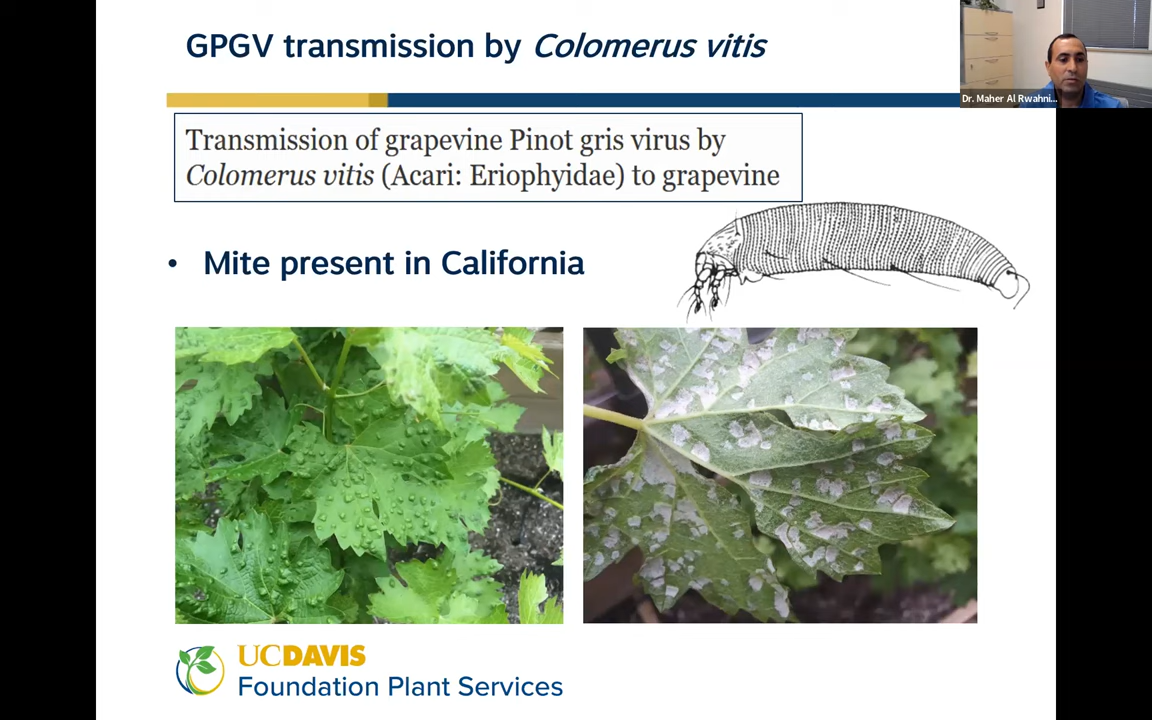 GPGV transmission by Colomerus vitis
Dr. Maher Al Rwahni...
Transmission of grapevine Pinot gris virus by
Colomerus vitis (Acari: Eriophyidae) to grapevine
• Mite present in California
UCDAVIS
Foundation Plant Services